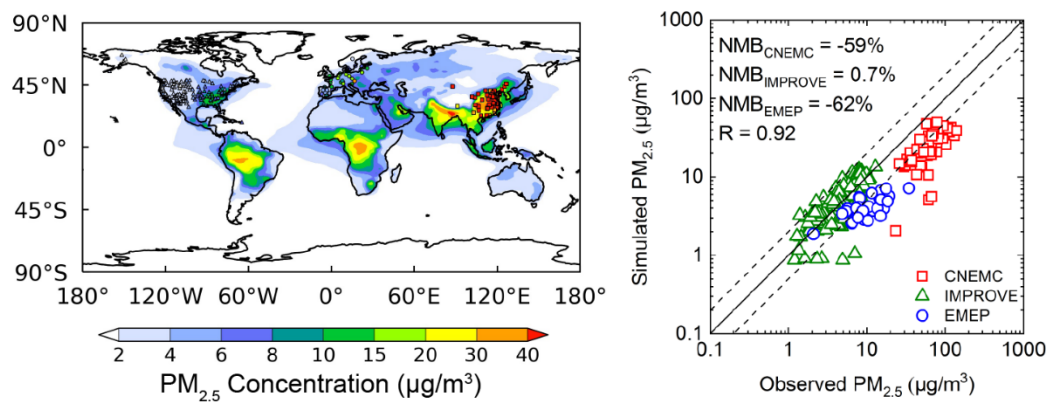 90°N
45°N
0°
45°S
90°S
180° 120°W 60°W 0° 60°E 120°E 180°
2 4 6 8 10 15 20 30 40
PM2.5 Concentration (μg/m³)
1000
100
10
1
0.1
Simulated PM2.5 (μg/m³)
NMBCNEMC = -59%
NMBIMPROVE = 0.7%
NMBEMEP = -62%
R = 0.92
CNEMC
IMPROVE
EMEP
0.1 1 10 100 1000
Observed PM2.5 (μg/m³)